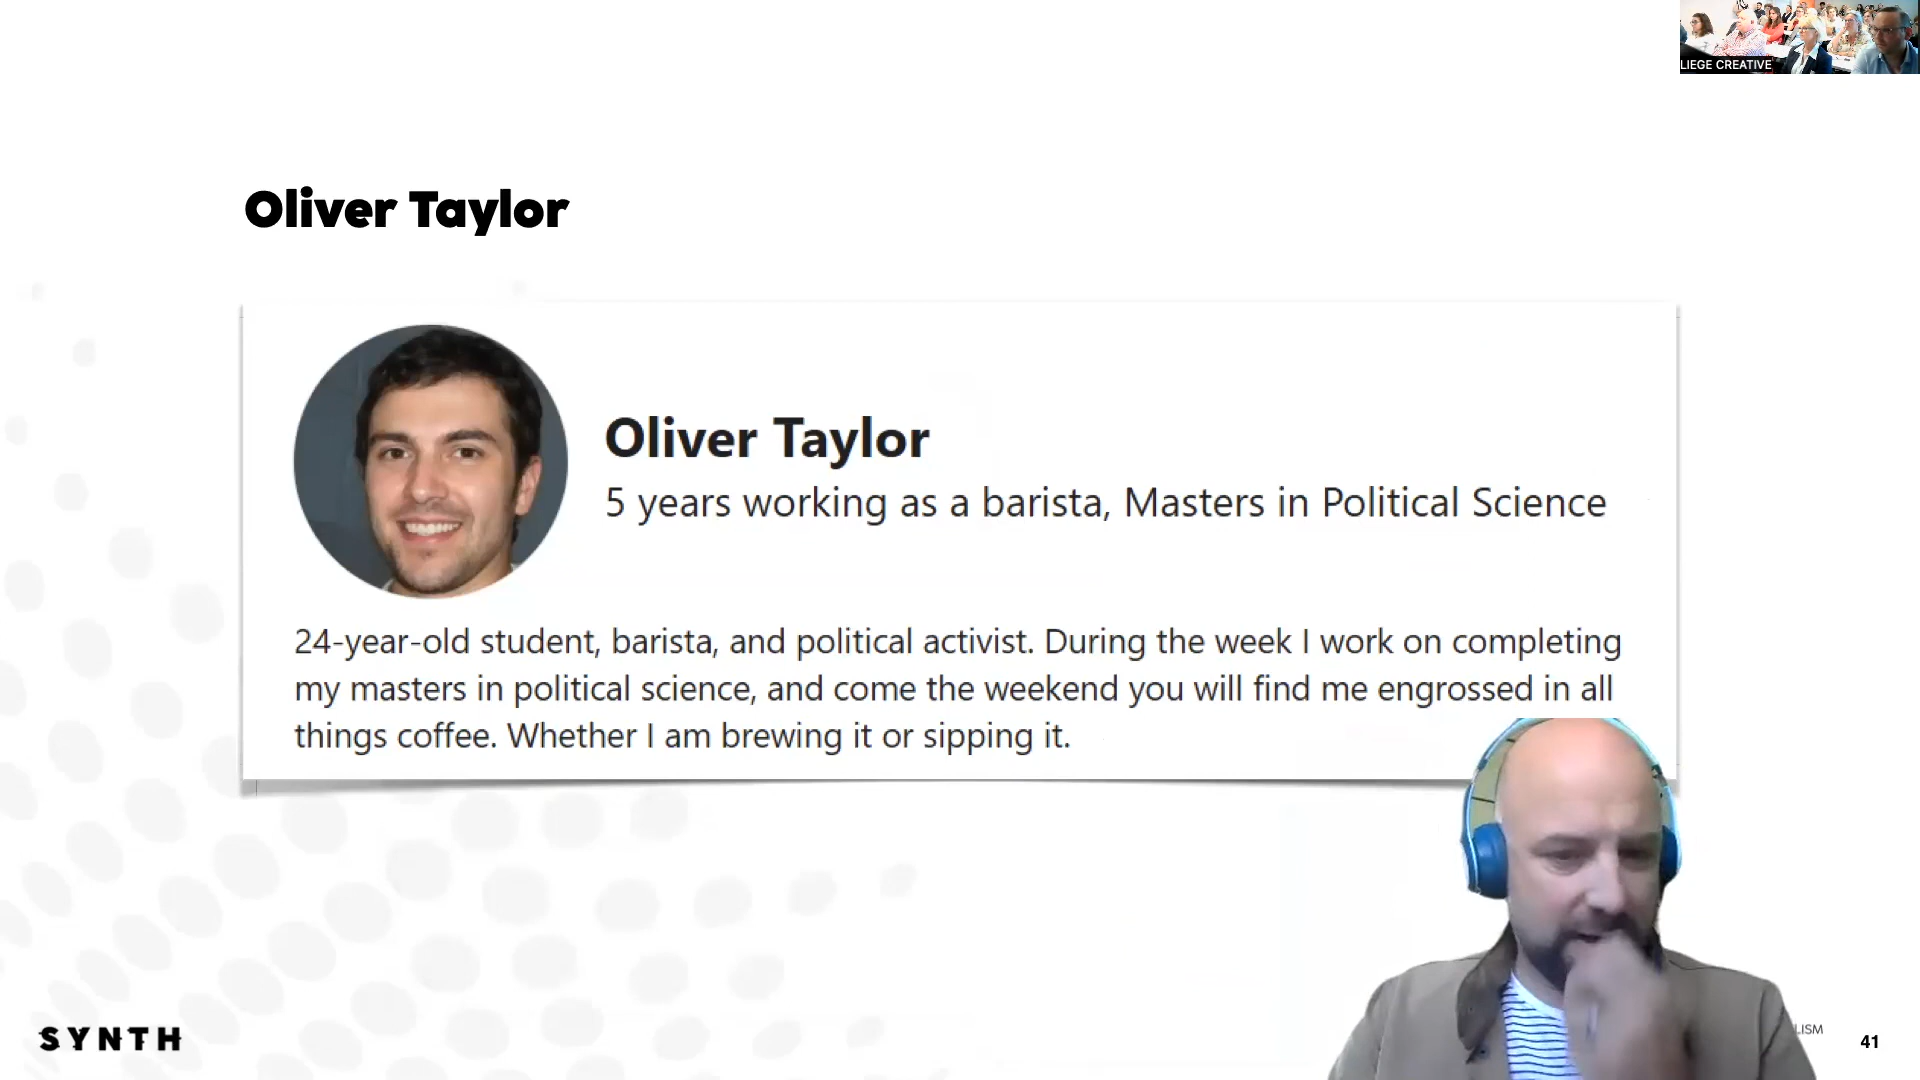 LIEGE CREATIVE
Oliver Taylor
Oliver Taylor
5 years working as a barista, Masters in Political Science
24-year-old student, barista, and political activist. During the week I work on completing
my masters in political science, and come the weekend you will find me engrossed in all
things coffee. Whether I am brewing it or sipping it.
SYNTH
41